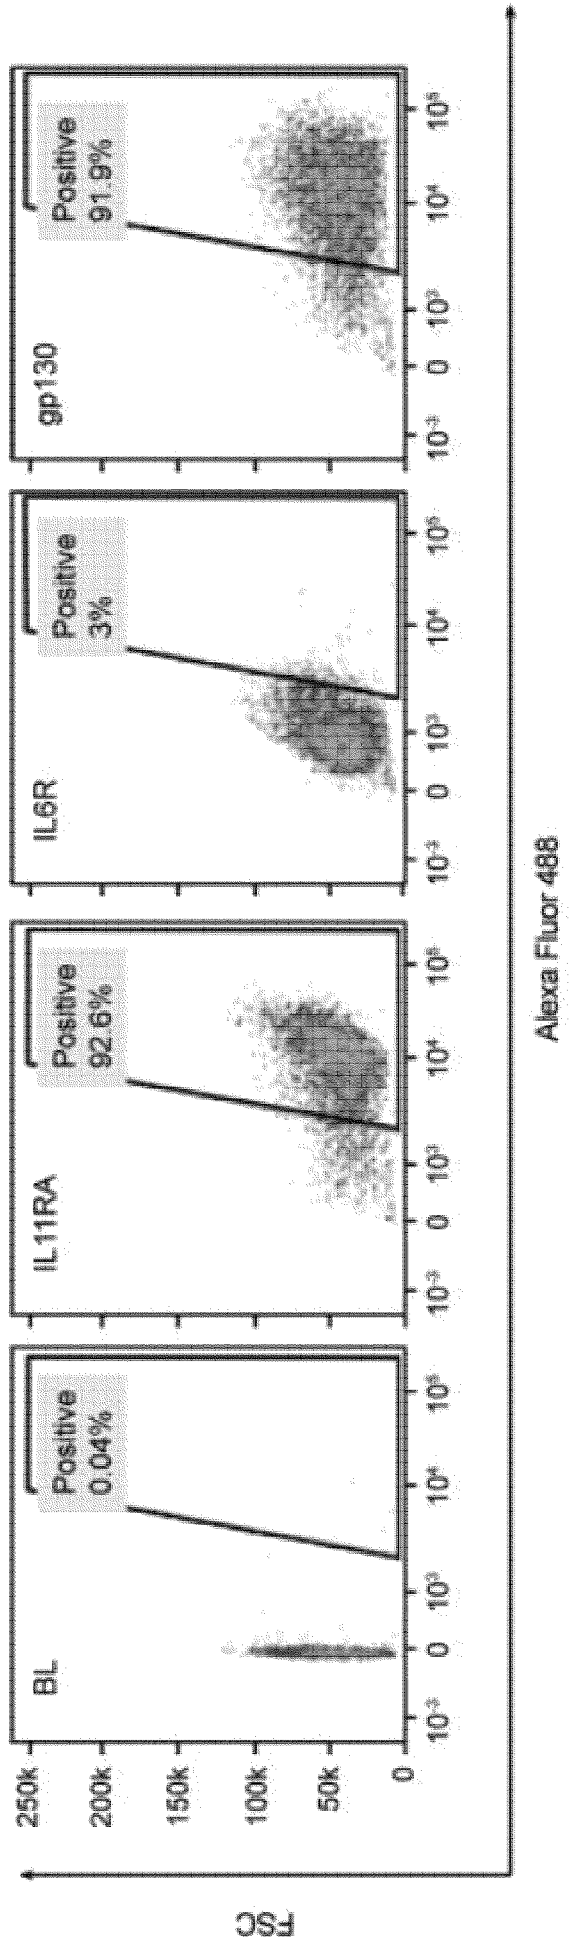 FSC
250k
200k
150k
100k
50k
0
BL
Positive
0.04%
10-3
0
10³
10⁴
10⁵
IL11RA
Positive
92.6%
10-3
0
10³
10⁴
10⁵
IL6R
Positive
3%
10-3
0
10³
10⁴
10⁵
gp130
Positive
91.9%
10-3
0
10³
10⁴
10⁵
Alexa Fluor 488